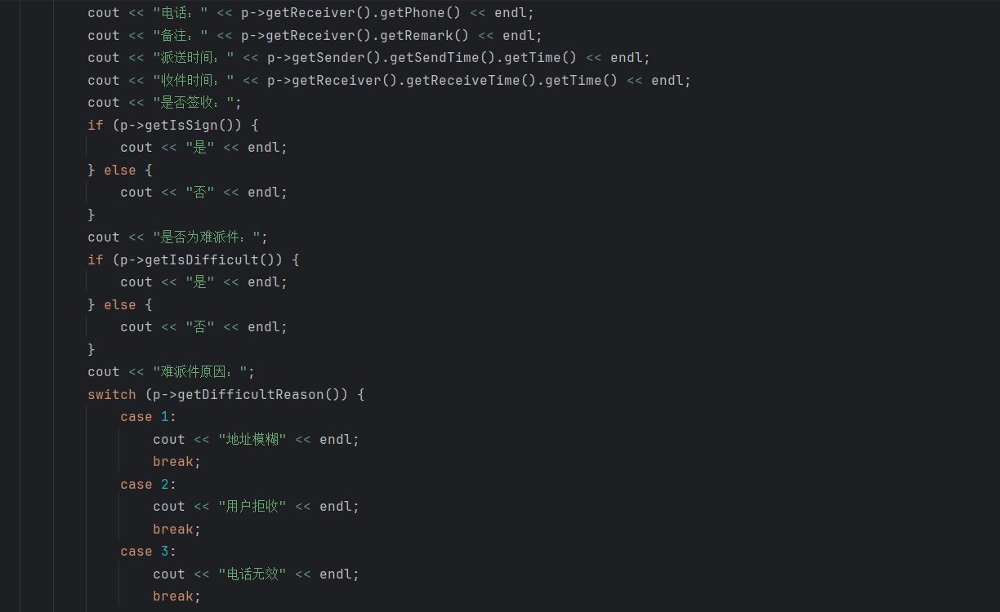 cout << "电话：" << p->getReceiver().getPhone() << endl;
cout << "备注：" << p->getReceiver().getRemark() << endl;
cout << "派送时间：" << p->getSender().getSendTime().getTime() << endl;
cout << "收件时间：" << p->getReceiver().getReceiveTime().getTime() << endl;
cout << "是否签收：";
if (p->getIsSign()) {
    cout << "是" << endl;
} else {
    cout << "否" << endl;
}
cout << "是否为难派件：";
if (p->getIsDifficult()) {
    cout << "是" << endl;
} else {
    cout << "否" << endl;
}
cout << "难派件原因：";
switch (p->getDifficultReason()) {
    case 1:
        cout << "地址模糊" << endl;
        break;
    case 2:
        cout << "用户拒收" << endl;
        break;
    case 3:
        cout << "电话无效" << endl;
        break;